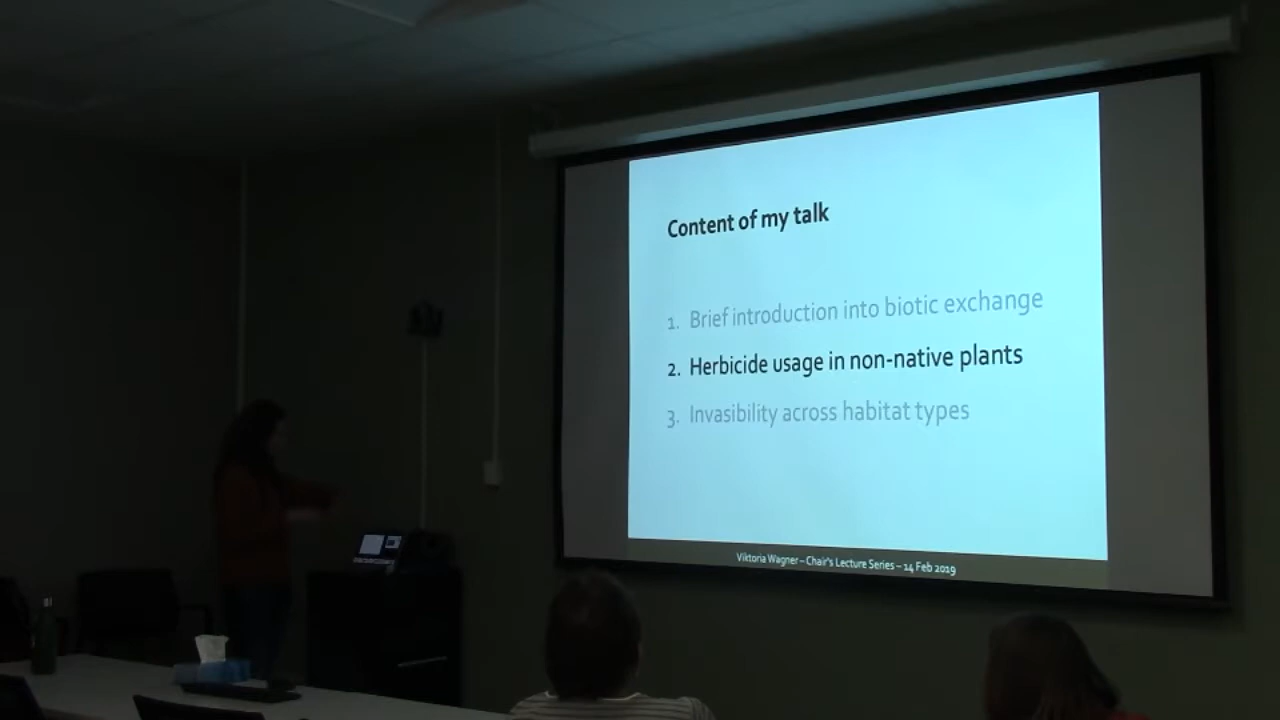 Content of my talk
1. Brief introduction into biotic exchange
2. Herbicide usage in non-native plants
3. Invasibility across habitat types
Viktoria Wagner – Chair's Lecture Series – 14 Feb 2019